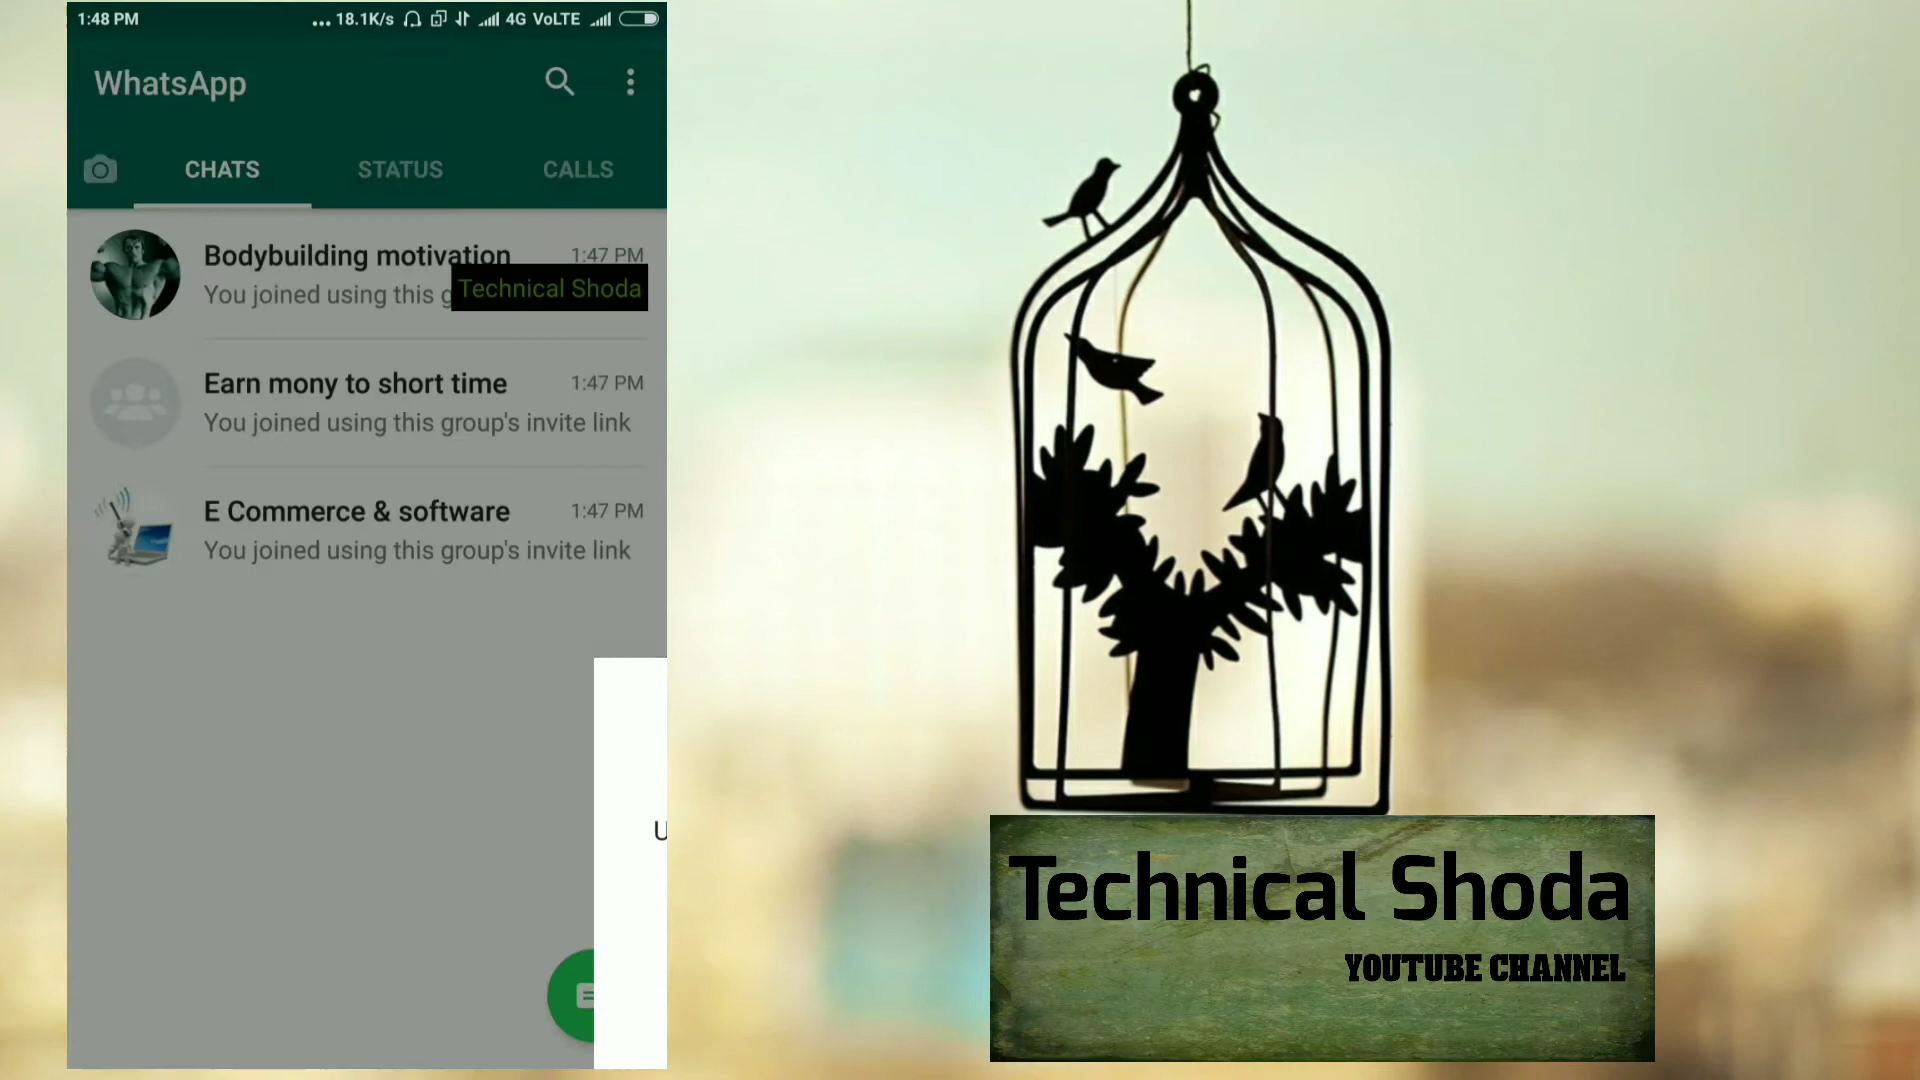 1:48 PM ... 18.1K/s 4G VoLTE
WhatsApp
CHATS STATUS CALLS
Bodybuilding motivation 1:47 PM
You joined using this g
Technical Shoda
Earn mony to short time 1:47 PM
You joined using this group's invite link
E Commerce & software 1:47 PM
You joined using this group's invite link
U
Technical Shoda
YOUTUBE CHANNEL